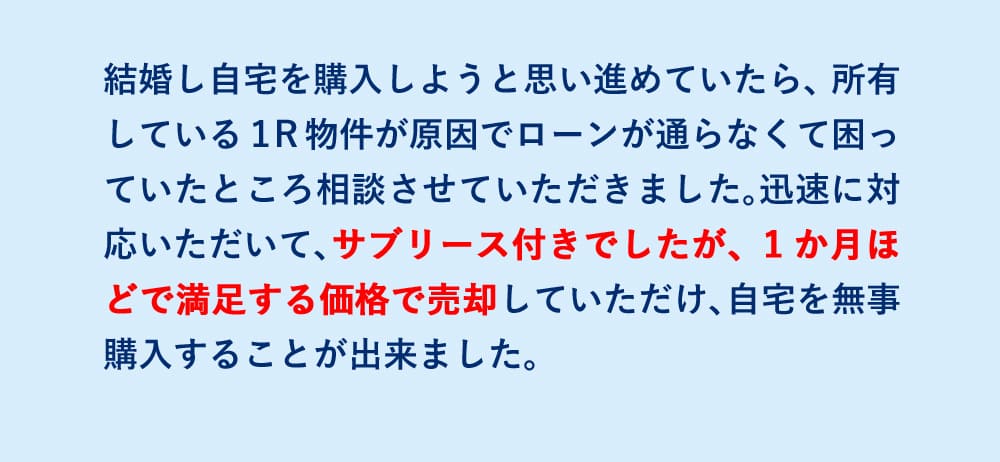 結婚し自宅を購入しようと思い進めていたら、所有
している1R物件が原因でローンが通らなくて困っ
ていたところ相談させていただきました。迅速に対
応いただいて、サブリース付きでしたが、1か月ほ
どで満足する価格で売却していただけ、自宅を無事
購入することが出来ました。